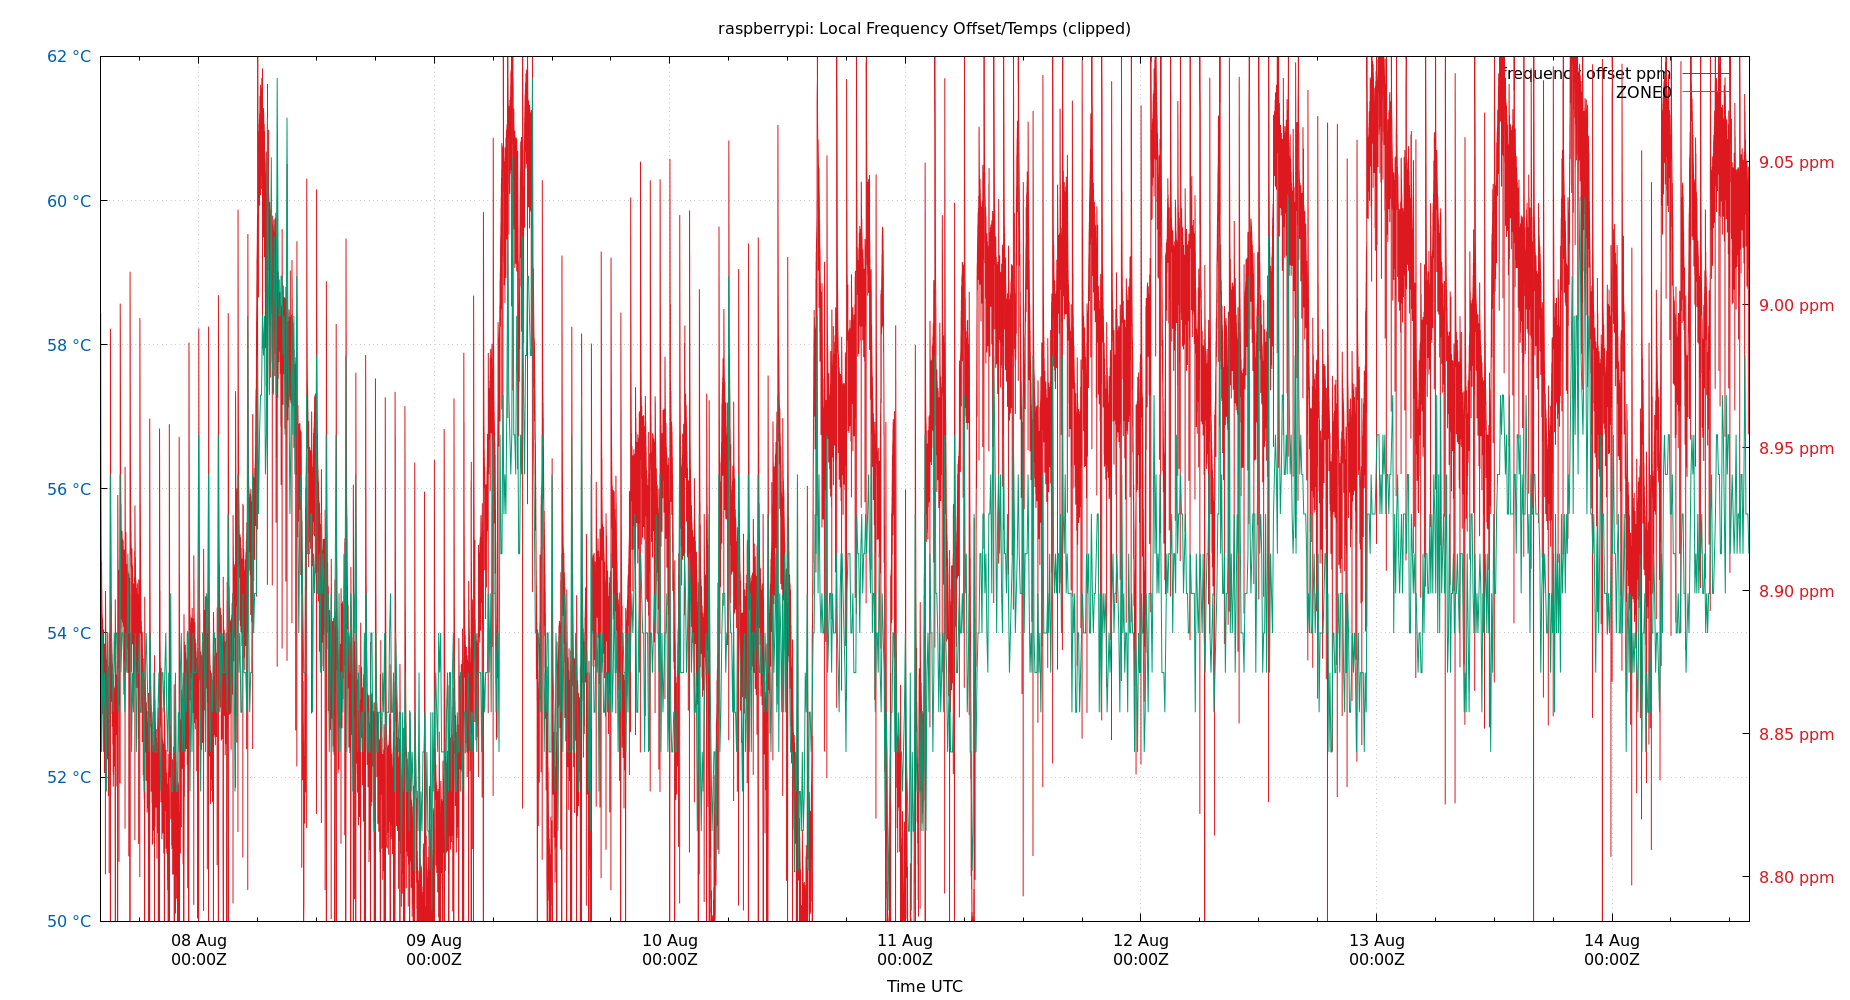 raspberrypi: Local Frequency Offset/Temps (clipped)
62 °C
60 °C
58 °C
56 °C
54 °C
52 °C
50 °C
frequency offset ppm
ZONE0
9.05 ppm
9.00 ppm
8.95 ppm
8.90 ppm
8.85 ppm
8.80 ppm
08 Aug
00:00Z
09 Aug
00:00Z
10 Aug
00:00Z
11 Aug
00:00Z
12 Aug
00:00Z
13 Aug
00:00Z
14 Aug
00:00Z
Time UTC